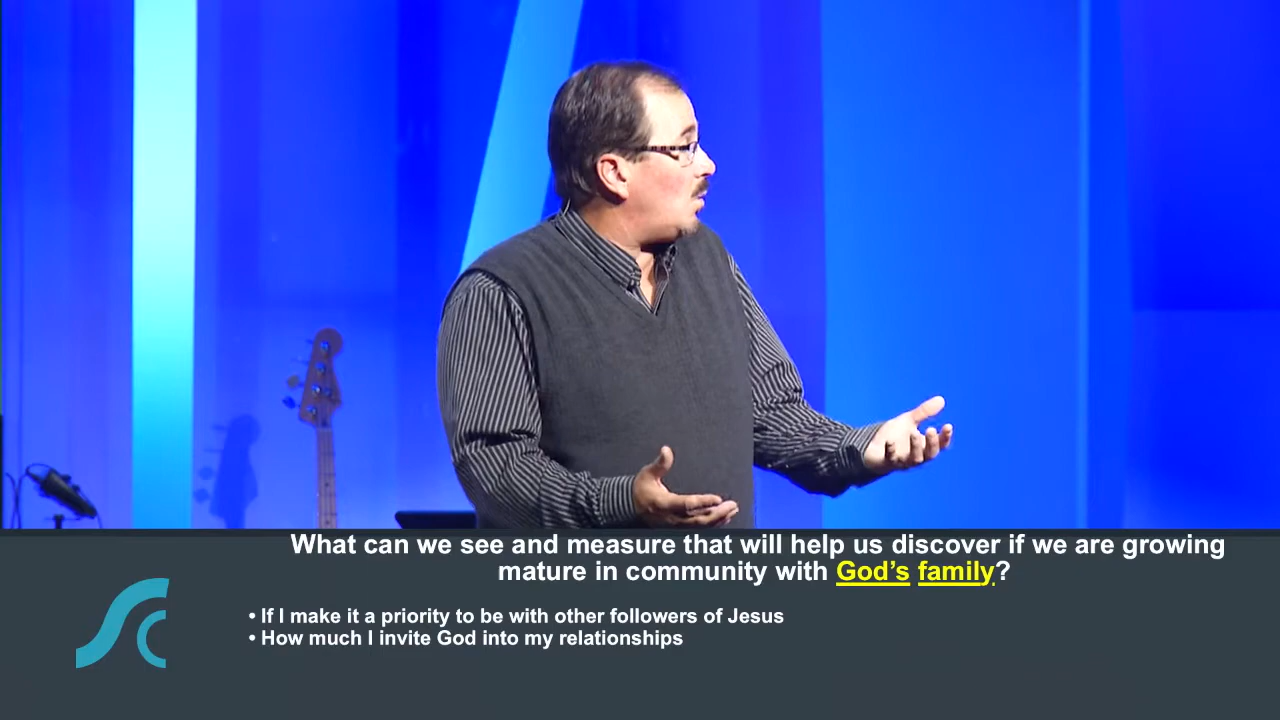 What can we see and measure that will help us discover if we are growing
mature in community with God's family?
• If I make it a priority to be with other followers of Jesus
• How much I invite God into my relationships